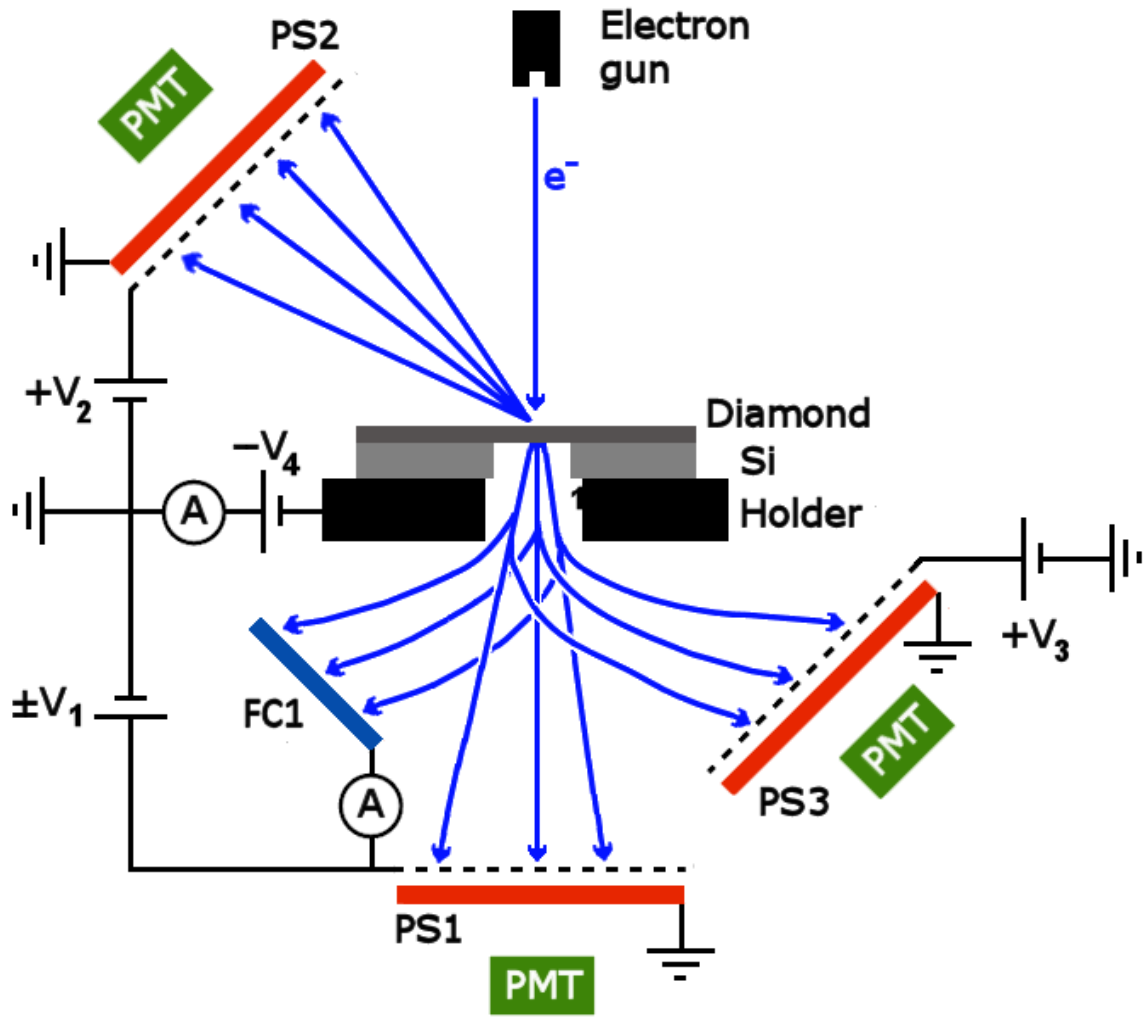 PS2
Electron
gun
PMT
e-
+V2
Diamond
−V4
Si
A
Holder
+V3
±V1
FC1
PMT
A
PS3
PS1
PMT